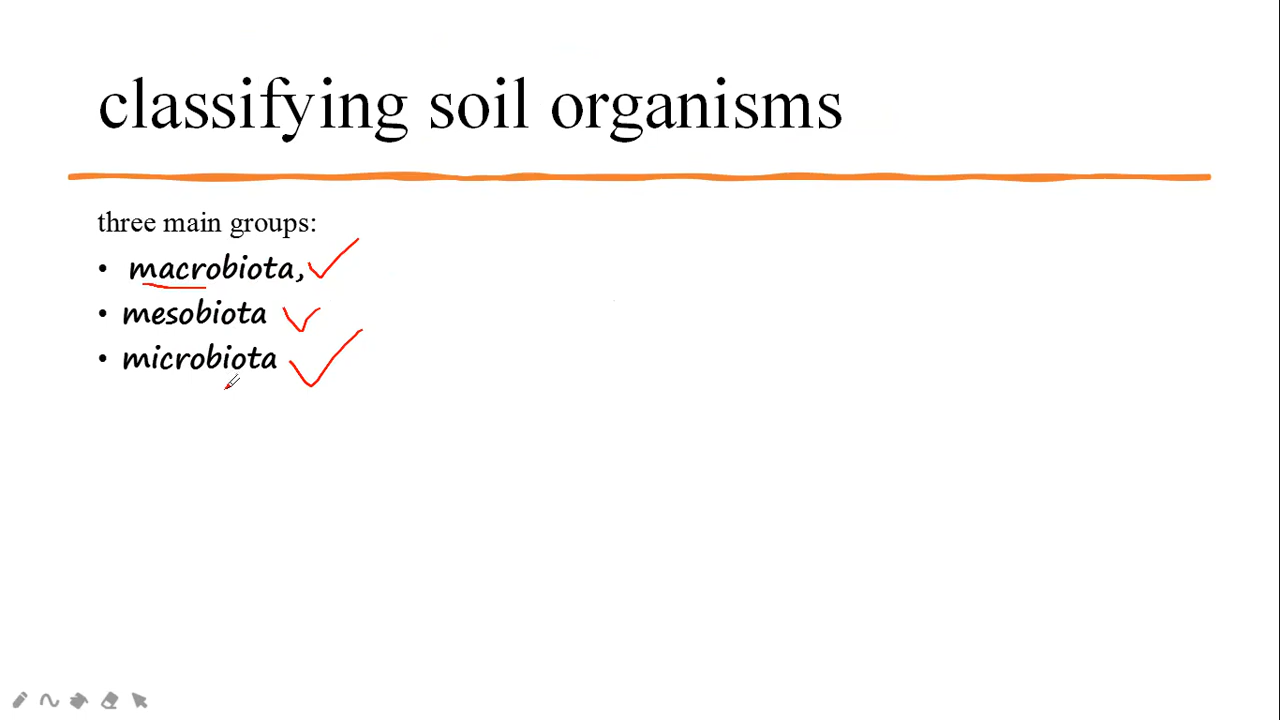 classifying soil organisms
three main groups:
• macrobiota,
• mesobiota
• microbiota